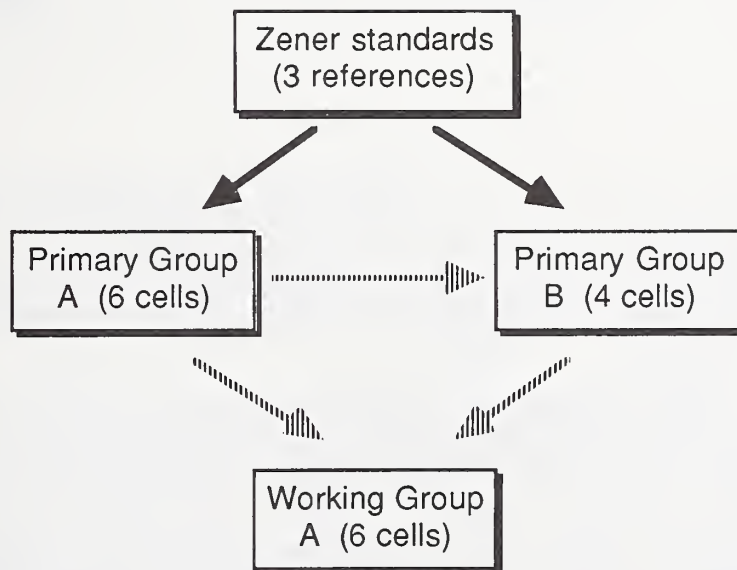 Zener standards
(3 references)
Primary Group
A (6 cells)
Primary Group
B (4 cells)
Working Group
A (6 cells)